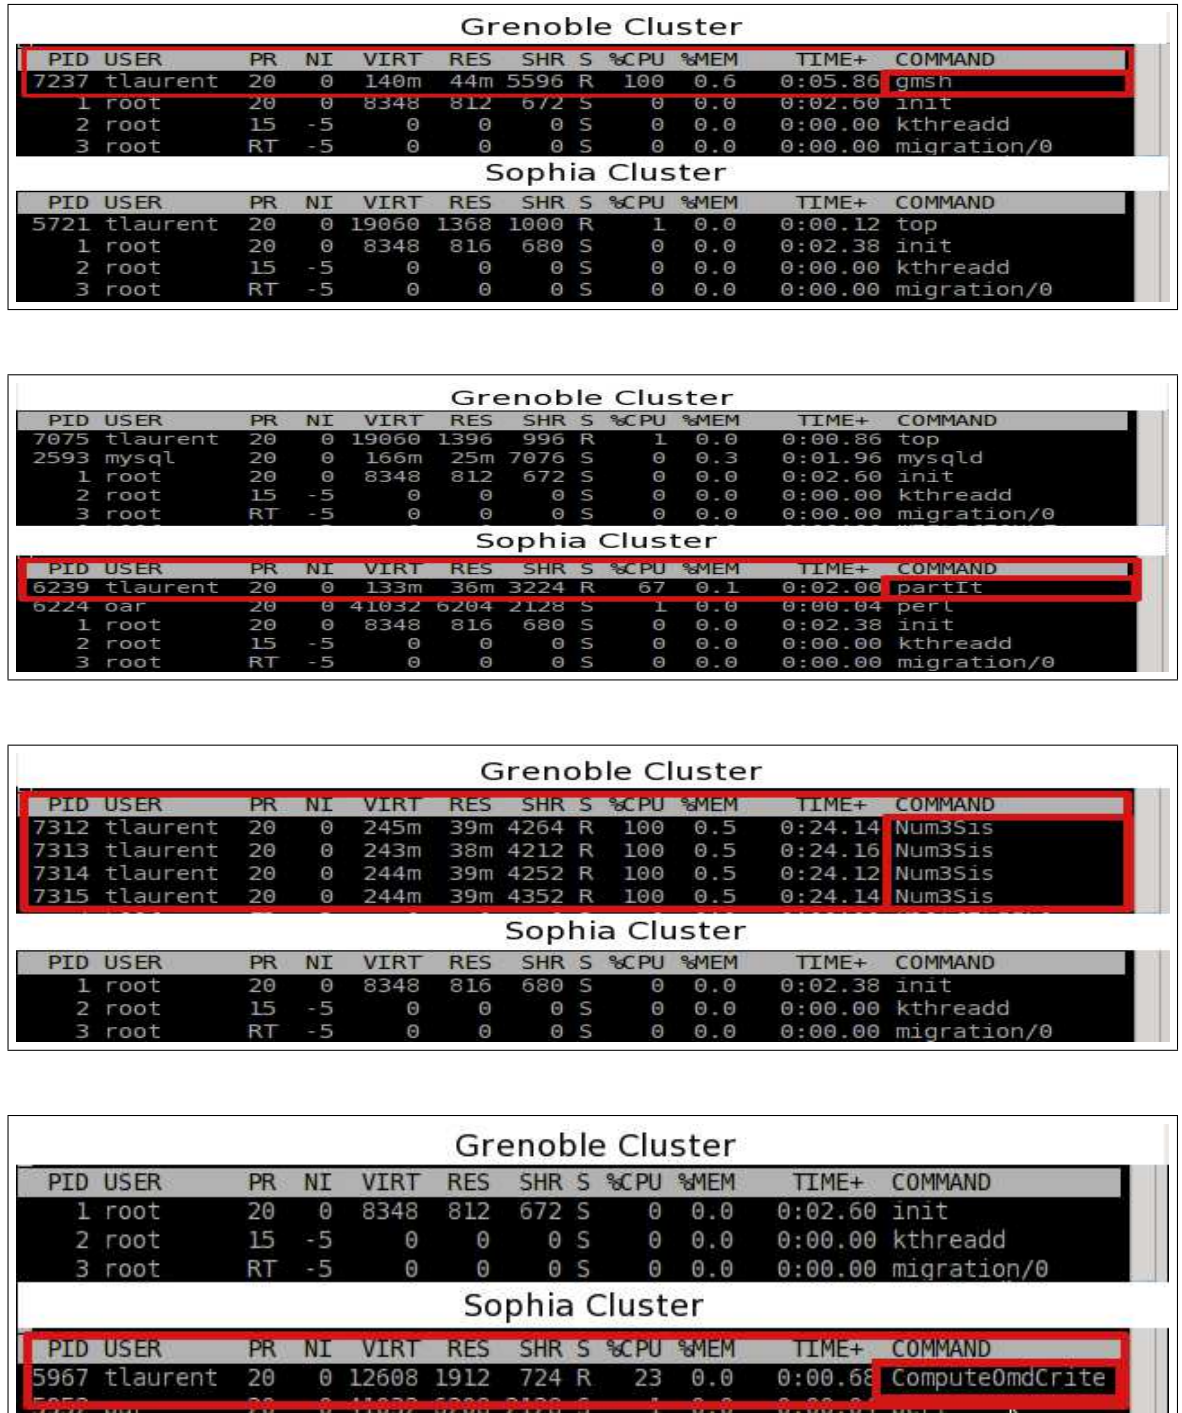 Grenoble Cluster
PID USER PR NI VIRT RES SHR S %CPU %MEM TIME+ COMMAND
7237 tlaurent 20 0 140m 44m 5596 R 100 0.6 0:05.86 gmsh
1 root 20 0 8348 812 672 S 0 0.0 0:02.60 init
2 root 15 -5 0 0 0 S 0 0.0 0:00.00 kthreadd
3 root RT -5 0 0 0 S 0 0.0 0:00.00 migration/0
Sophia Cluster
PID USER PR NI VIRT RES SHR S %CPU %MEM TIME+ COMMAND
5721 tlaurent 20 0 19060 1368 1000 R 1 0.0 0:00.12 top
1 root 20 0 8348 816 680 S 0 0.0 0:02.38 init
2 root 15 -5 0 0 0 S 0 0.0 0:00.00 kthreadd
3 root RT -5 0 0 0 S 0 0.0 0:00.00 migration/0
Grenoble Cluster
PID USER PR NI VIRT RES SHR S %CPU %MEM TIME+ COMMAND
7075 tlaurent 20 0 19060 1396 996 R 1 0.0 0:00.86 top
2593 mysql 20 0 166m 25m 7076 S 0 0.3 0:01.96 mysqld
1 root 20 0 8348 812 672 S 0 0.0 0:02.60 init
2 root 15 -5 0 0 0 S 0 0.0 0:00.00 kthreadd
3 root RT -5 0 0 0 S 0 0.0 0:00.00 migration/0
Sophia Cluster
PID USER PR NI VIRT RES SHR S %CPU %MEM TIME+ COMMAND
6239 tlaurent 20 0 133m 36m 3224 R 67 0.1 0:02.00 partIt
6224 oar 20 0 41032 6204 2128 S 1 0.0 0:00.04 perl
1 root 20 0 8348 816 680 S 0 0.0 0:02.38 init
2 root 15 -5 0 0 0 S 0 0.0 0:00.00 kthreadd
3 root RT -5 0 0 0 S 0 0.0 0:00.00 migration/0
Grenoble Cluster
PID USER PR NI VIRT RES SHR S %CPU %MEM TIME+ COMMAND
7312 tlaurent 20 0 245m 39m 4264 R 100 0.5 0:24.14 Num3Sis
7313 tlaurent 20 0 243m 38m 4212 R 100 0.5 0:24.16 Num3Sis
7314 tlaurent 20 0 244m 39m 4252 R 100 0.5 0:24.12 Num3Sis
7315 tlaurent 20 0 244m 39m 4352 R 100 0.5 0:24.14 Num3Sis
Sophia Cluster
PID USER PR NI VIRT RES SHR S %CPU %MEM TIME+ COMMAND
1 root 20 0 8348 816 680 S 0 0.0 0:02.38 init
2 root 15 -5 0 0 0 S 0 0.0 0:00.00 kthreadd
3 root RT -5 0 0 0 S 0 0.0 0:00.00 migration/0
Grenoble Cluster
PID USER PR NI VIRT RES SHR S %CPU %MEM TIME+ COMMAND
1 root 20 0 8348 812 672 S 0 0.0 0:02.60 init
2 root 15 -5 0 0 0 S 0 0.0 0:00.00 kthreadd
3 root RT -5 0 0 0 S 0 0.0 0:00.00 migration/0
Sophia Cluster
PID USER PR NI VIRT RES SHR S %CPU %MEM TIME+ COMMAND
5967 tlaurent 20 0 12608 1912 724 R 23 0.0 0:00.68 ComputeOmdCrite